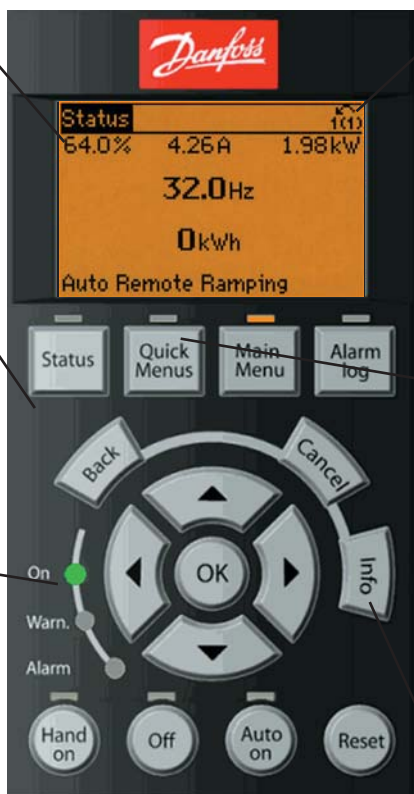 Danfoss
Status 1(1)
64.0% 4.26A 1.98kW
32.0Hz
0kWh
Auto Remote Ramping
Status Quick Menus Main Menu Alarm log
Back Cancel
OK
Info
On
Warn.
Alarm
Hand on Off Auto on Reset